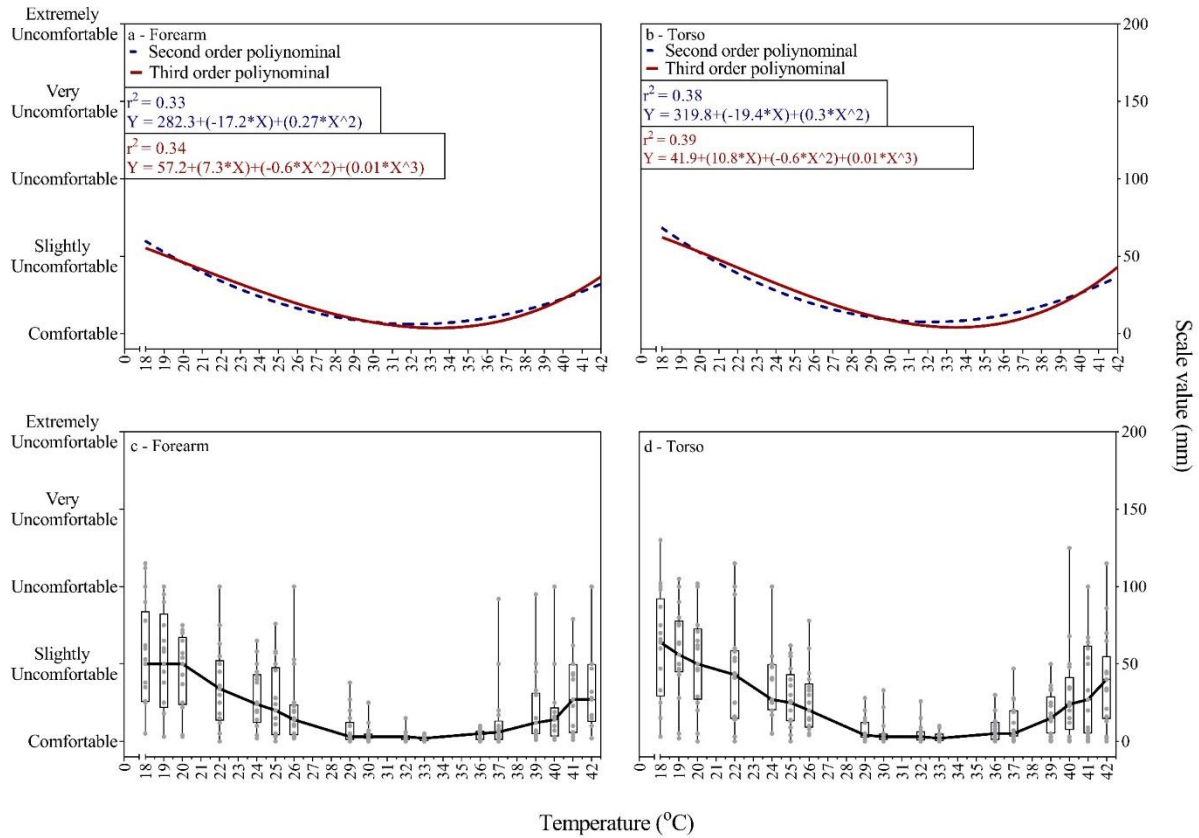 Extremely
Uncomfortable
Very
Uncomfortable
Uncomfortable
Slightly
Uncomfortable
Comfortable
a - Forearm
Second order poliynominal
Third order poliynominal
r² = 0.33
Y = 282.3+(-17.2*X)+(0.27*X^2)
r² = 0.34
Y = 57.2+(7.3*X)+(-0.6*X^2)+(0.01*X^3)
0 18 19 20 21 22 23 24 25 26 27 28 29 30 31 32 33 34 35 36 37 38 39 40 41 42
b - Torso
Second order poliynominal
Third order poliynominal
r² = 0.38
Y = 319.8+(-19.4*X)+(0.3*X^2)
r² = 0.39
Y = 41.9+(10.8*X)+(-0.6*X^2)+(0.01*X^3)
0 18 19 20 21 22 23 24 25 26 27 28 29 30 31 32 33 34 35 36 37 38 39 40 41 42
200
150
100
50
0
Extremely
Uncomfortable
Very
Uncomfortable
Uncomfortable
Slightly
Uncomfortable
Comfortable
c - Forearm
0 18 19 20 21 22 23 24 25 26 27 28 29 30 31 32 33 34 35 36 37 38 39 40 41 42
d - Torso
0 18 19 20 21 22 23 24 25 26 27 28 29 30 31 32 33 34 35 36 37 38 39 40 41 42
200
150
100
50
0
Scale value (mm)
Temperature (°C)